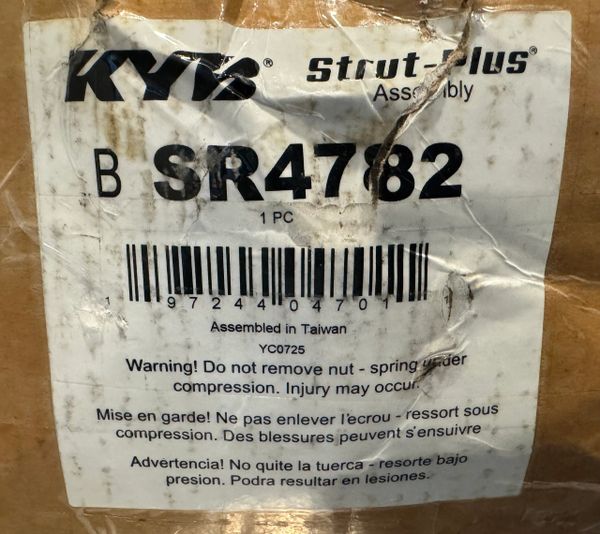 KYB® Strut-Plus®
Assembly
B SR4782
1 PC
1 97244 04701
Assembled in Taiwan
YC0725
Warning! Do not remove nut - spring under
compression. Injury may occur.
Mise en garde! Ne pas enlever l'ecrou - ressort sous
compression. Des blessures peuvent s'ensuivre
Advertencia! No quite la tuerca - resorte bajo
presion. Podra resultar en lesiones.